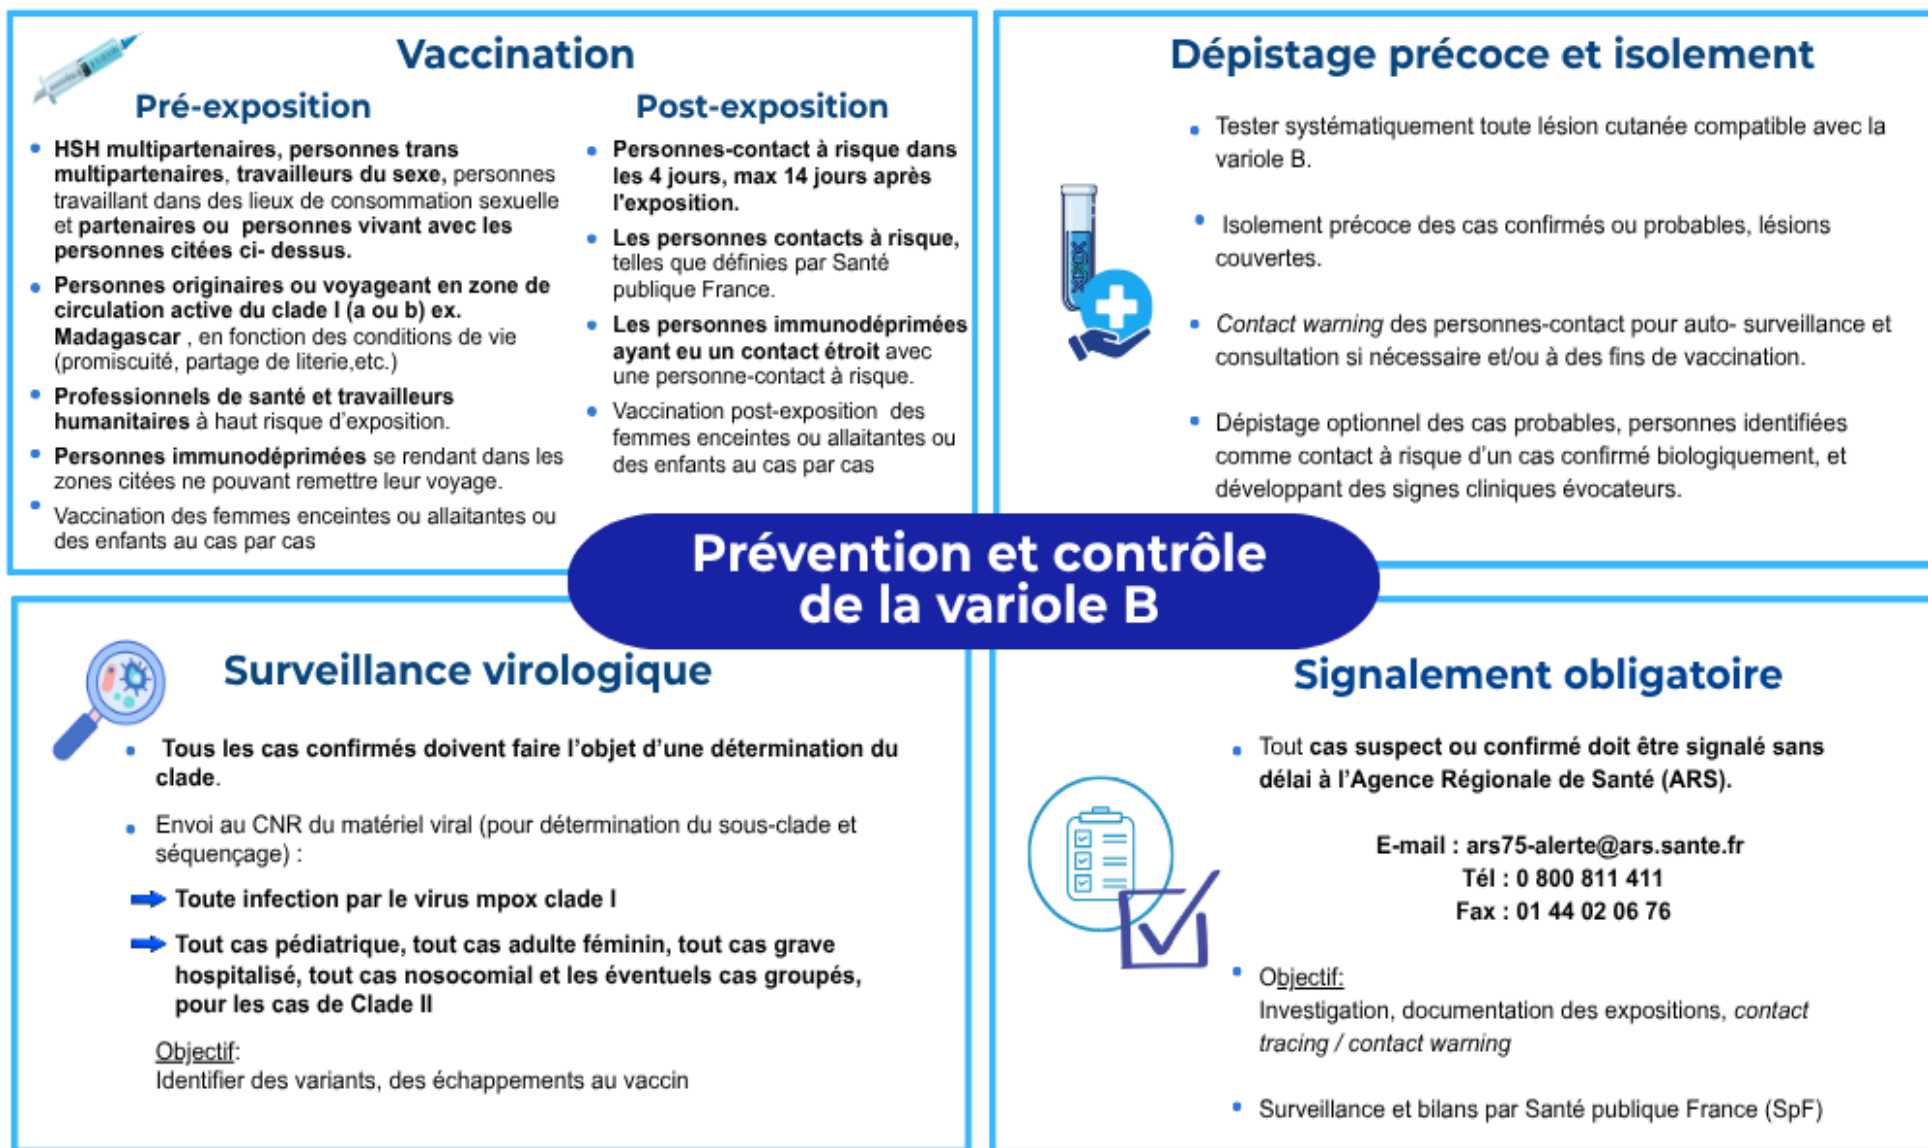 Vaccination
Pré-exposition
• HSH multipartenaires, personnes trans
multipartenaires, travailleurs du sexe, personnes
travaillant dans des lieux de consommation sexuelle
et partenaires ou personnes vivant avec les
personnes citées ci- dessus.
• Personnes originaires ou voyageant en zone de
circulation active du clade I (a ou b) ex.
Madagascar , en fonction des conditions de vie
(promiscuité, partage de literie,etc.)
• Professionnels de santé et travailleurs
humanitaires à haut risque d'exposition.
• Personnes immunodéprimées se rendant dans les
zones citées ne pouvant remettre leur voyage.
• Vaccination des femmes enceintes ou allaitantes ou
des enfants au cas par cas
Post-exposition
• Personnes-contact à risque dans
les 4 jours, max 14 jours après
l'exposition.
• Les personnes contacts à risque,
telles que définies par Santé
publique France.
• Les personnes immunodéprimées
ayant eu un contact étroit avec
une personne-contact à risque.
• Vaccination post-exposition des
femmes enceintes ou allaitantes ou
des enfants au cas par cas
Dépistage précoce et isolement
• Tester systématiquement toute lésion cutanée compatible avec la
variole B.
• Isolement précoce des cas confirmés ou probables, lésions
couvertes.
• Contact warning des personnes-contact pour auto- surveillance et
consultation si nécessaire et/ou à des fins de vaccination.
• Dépistage optionnel des cas probables, personnes identifiées
comme contact à risque d'un cas confirmé biologiquement, et
développant des signes cliniques évocateurs.
Prévention et contrôle
de la variole B
Surveillance virologique
• Tous les cas confirmés doivent faire l'objet d'une détermination du
clade.
• Envoi au CNR du matériel viral (pour détermination du sous-clade et
séquençage) :
Toute infection par le virus mpox clade I
Tout cas pédiatrique, tout cas adulte féminin, tout cas grave
hospitalisé, tout cas nosocomial et les éventuels cas groupés,
pour les cas de Clade II
Objectif:
Identifier des variants, des échappements au vaccin
Signalement obligatoire
• Tout cas suspect ou confirmé doit être signalé sans
délai à l'Agence Régionale de Santé (ARS).
E-mail : ars75-alerte@ars.sante.fr
Tél : 0 800 811 411
Fax : 01 44 02 06 76
• Objectif:
Investigation, documentation des expositions, contact
tracing / contact warning
• Surveillance et bilans par Santé publique France (SpF)